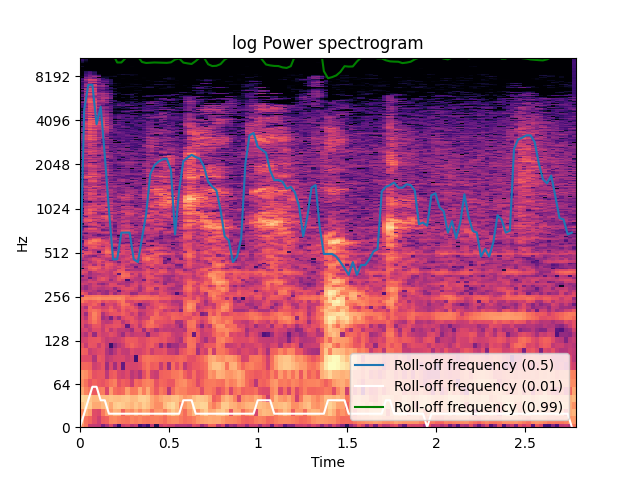 log Power spectrogram
8192
4096
2048
1024
512
256
128
64
0
Hz
Roll-off frequency (0.5)
Roll-off frequency (0.01)
Roll-off frequency (0.99)
0 0.5 1 1.5 2 2.5
Time